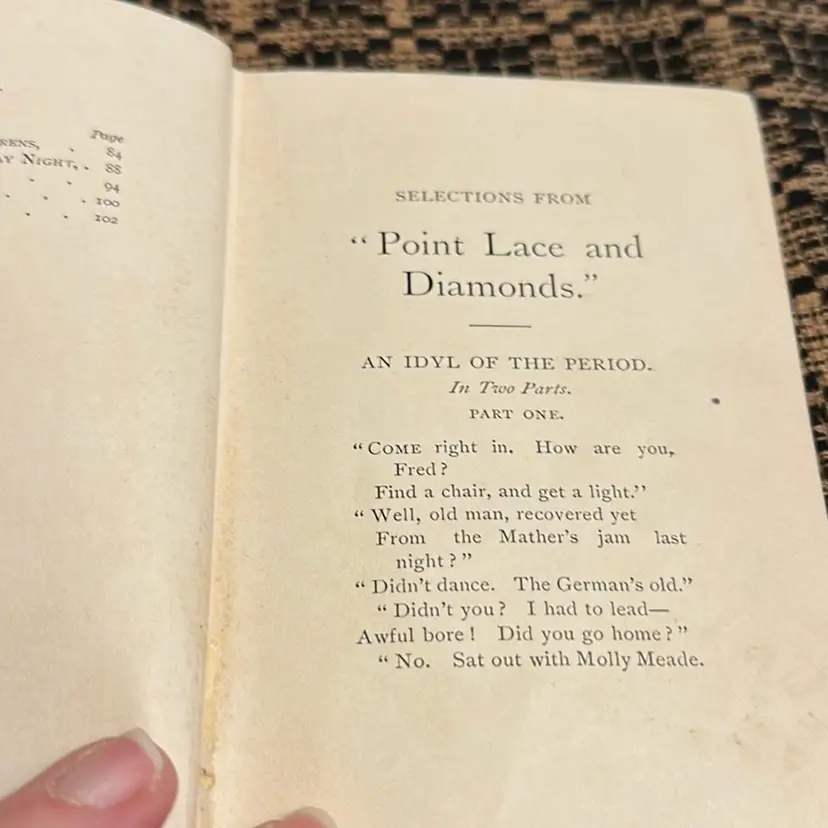 Page
RENS, . 84
AY NIGHT, . 88
. . 94
. . . 100
. . 102
SELECTIONS FROM
“Point Lace and
Diamonds.”
AN IDYL OF THE PERIOD.
In Two Parts.
PART ONE.
“COME right in. How are you,
Fred?
Find a chair, and get a light.”
“Well, old man, recovered yet
From the Mather's jam last
night?”
“Didn't dance. The German's old.”
“Didn't you? I had to lead—
Awful bore! Did you go home?”
“No. Sat out with Molly Meade.